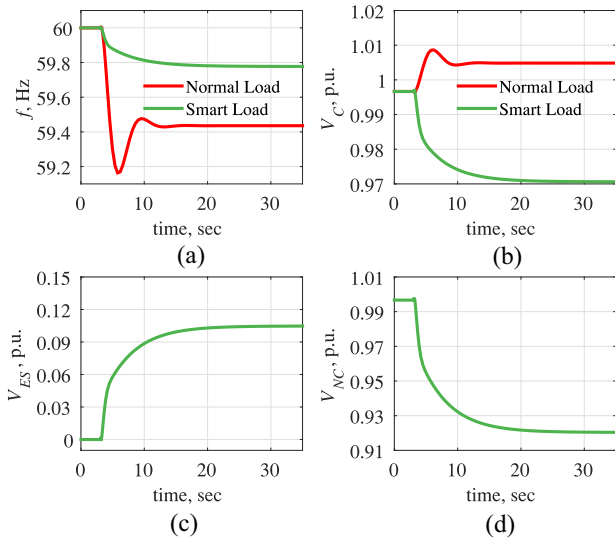 60
59.8
59.6
59.4
59.2
f, Hz
Normal Load
Smart Load
0 10 20 30
time, sec
(a)
1.02
1.01
1
0.99
0.98
0.97
V_C, p.u.
Normal Load
Smart Load
0 10 20 30
time, sec
(b)
0.15
0.12
0.09
0.06
0.03
0
V_ES, p.u.
0 10 20 30
time, sec
(c)
1.01
0.99
0.97
0.95
0.93
0.91
V_NC, p.u.
0 10 20 30
time, sec
(d)